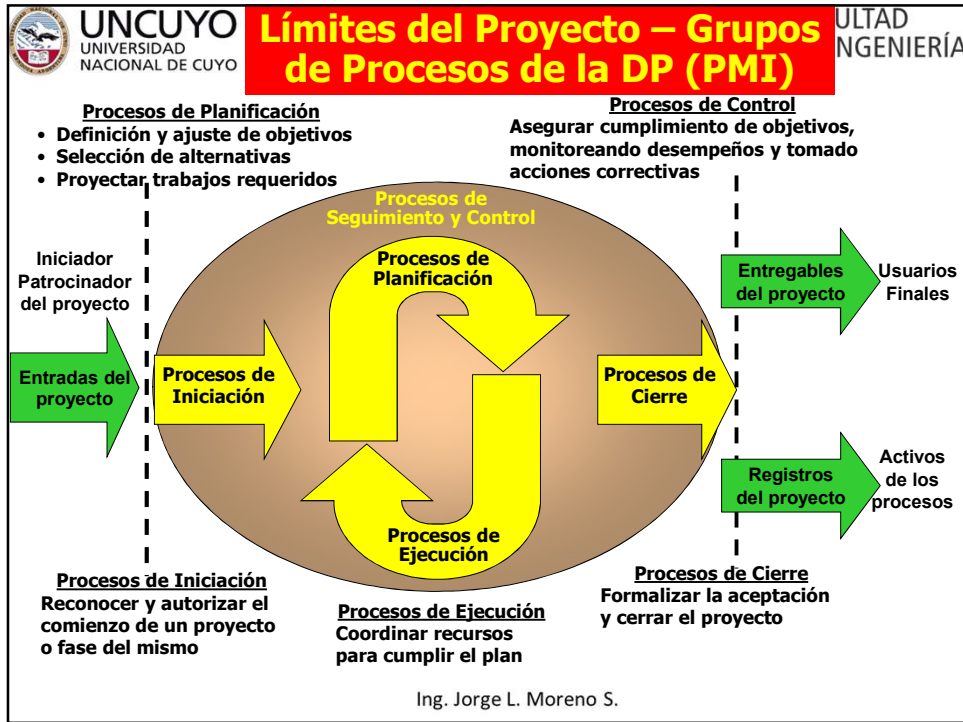 UNCUYO
UNIVERSIDAD
NACIONAL DE CUYO
Límites del Proyecto – Grupos
de Procesos de la DP (PMI)
ULTAD
NGENIERÍA
Procesos de Planificación
• Definición y ajuste de objetivos
• Selección de alternativas
• Proyectar trabajos requeridos
Procesos de Control
Asegurar cumplimiento de objetivos,
monitoreando desempeños y tomado
acciones correctivas
Procesos de
Seguimiento y Control
Iniciador
Patrocinador
del proyecto
Entradas del
proyecto
Procesos de
Iniciación
Procesos de
Planificación
Procesos de
Ejecución
Procesos de
Cierre
Entregables
del proyecto
Usuarios
Finales
Registros
del proyecto
Activos
de los
procesos
Procesos de Iniciación
Reconocer y autorizar el
comienzo de un proyecto
o fase del mismo
Procesos de Ejecución
Coordinar recursos
para cumplir el plan
Procesos de Cierre
Formalizar la aceptación
y cerrar el proyecto
Ing. Jorge L. Moreno S.